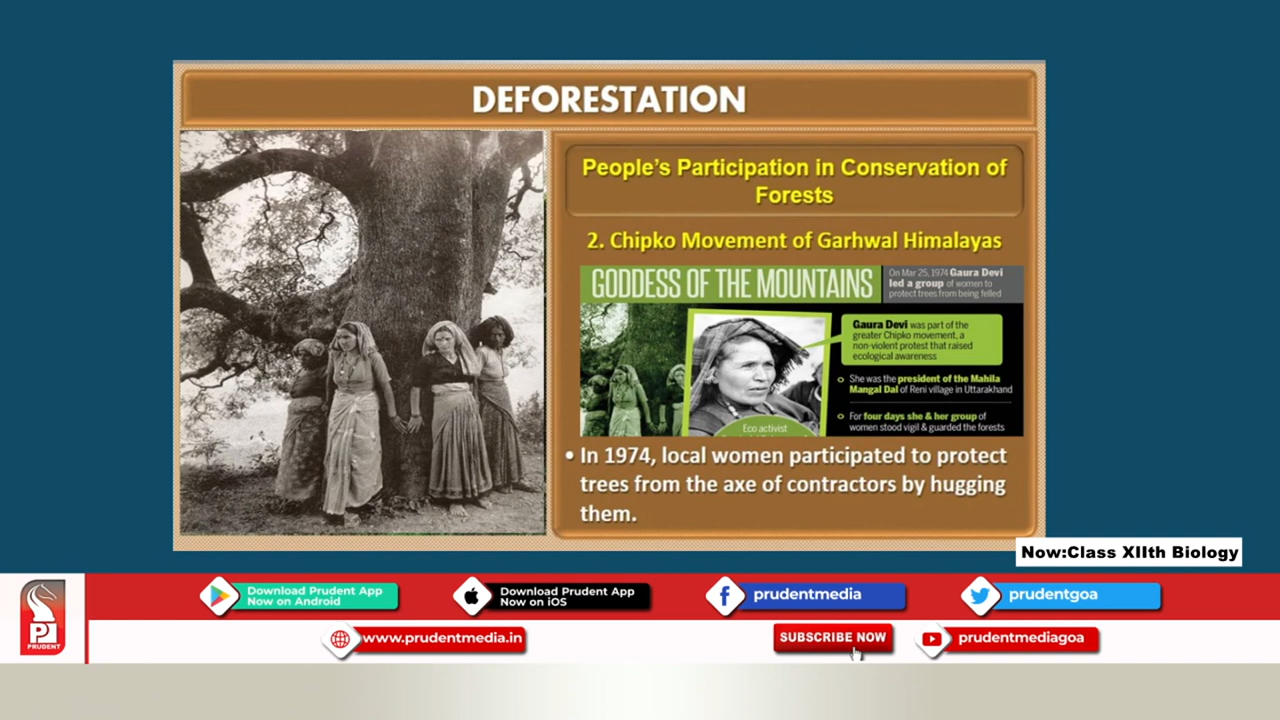 DEFORESTATION
People's Participation in Conservation of
Forests
2. Chipko Movement of Garhwal Himalayas
GODDESS OF THE MOUNTAINS
On Mar 25, 1974 Gaura Devi
led a group of women to
protect trees from being felled
Gaura Devi was part of the
greater Chipko movement, a
non-violent protest that raised
ecological awareness
She was the president of the Mahila
Mangal Dal of Reni village in Uttarakhand
For four days she & her group of
women stood vigil & guarded the forests
Eco activist
• In 1974, local women participated to protect
trees from the axe of contractors by hugging
them.
Now:Class XIIth Biology
PRUDENT
Download Prudent App
Now on Android
Download Prudent App
Now on iOS
prudentmedia
prudentgoa
www.prudentmedia.in
SUBSCRIBE NOW
prudentmediagoa